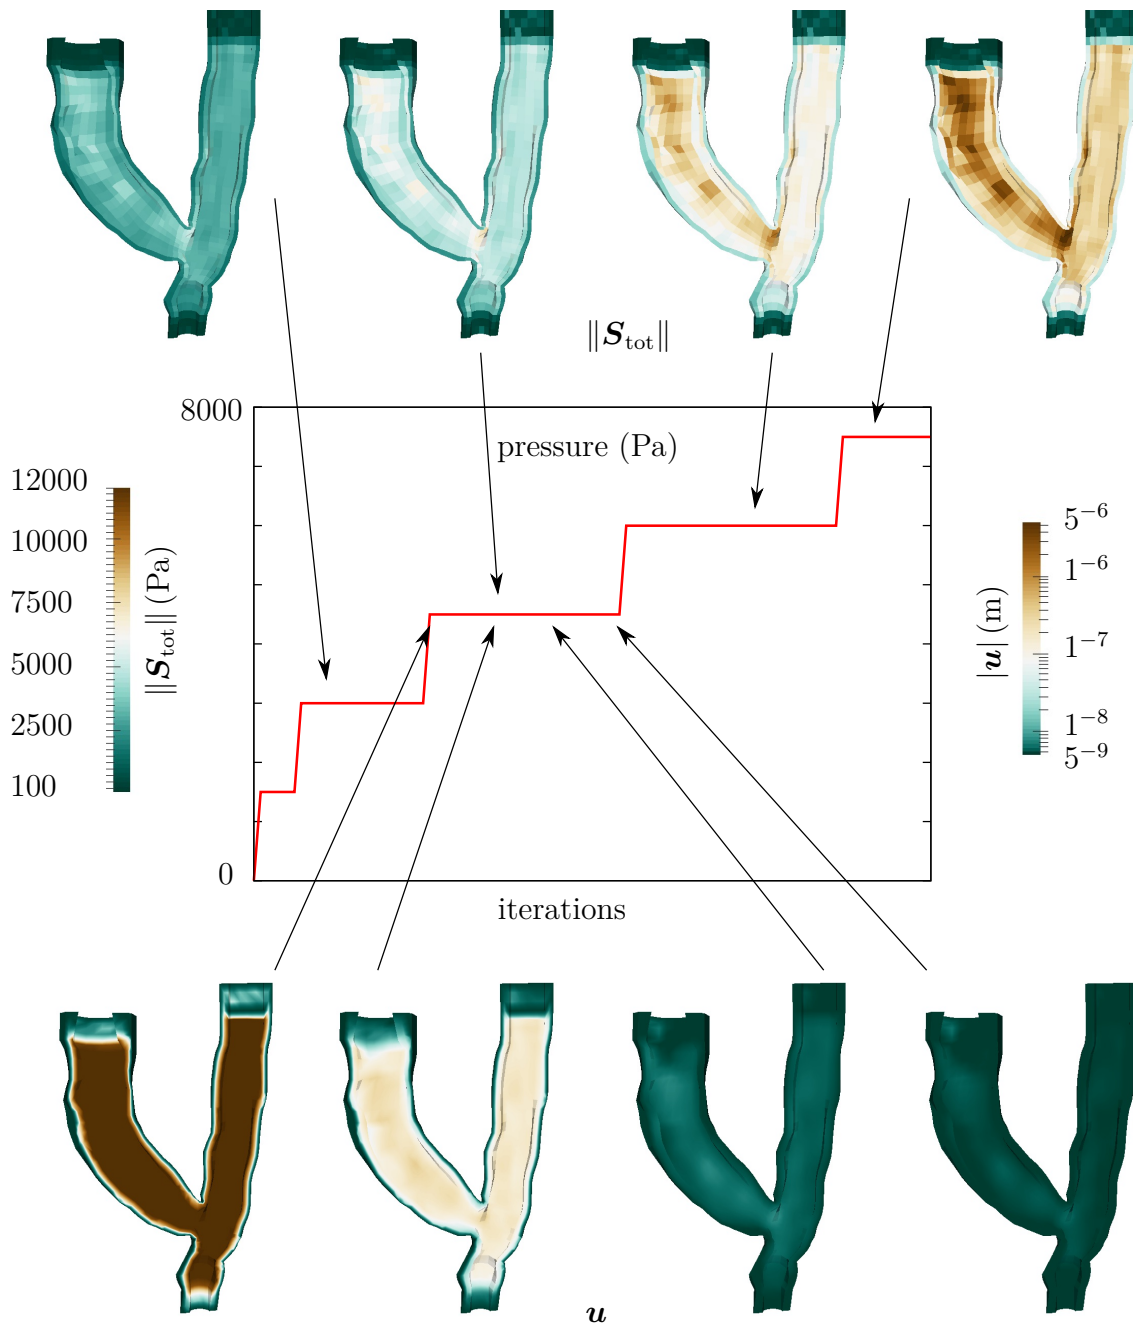 ‖S_tot‖
8000
pressure (Pa)
0
iterations
12000
10000
7500
5000
2500
100
‖S_tot‖ (Pa)
5⁻⁶
1⁻⁶
1⁻⁷
1⁻⁸
5⁻⁹
|u| (m)
u